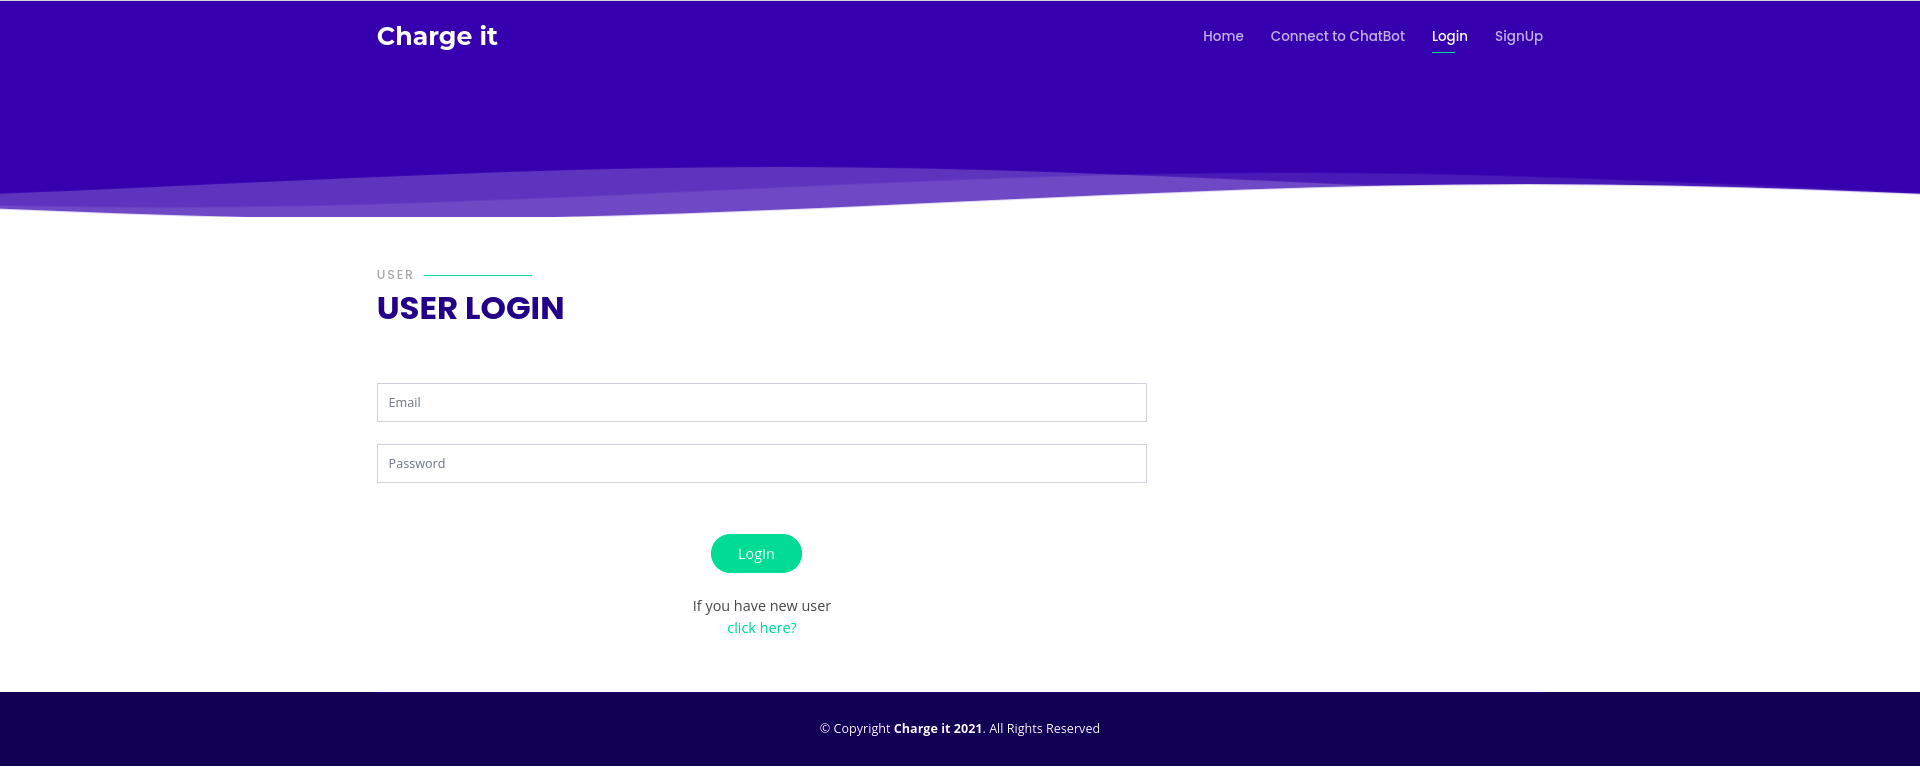 Charge it
Home Connect to ChatBot Login SignUp
USER
USER LOGIN
Email
Password
LogIn
If you have new user
click here?
© Copyright Charge it 2021. All Rights Reserved